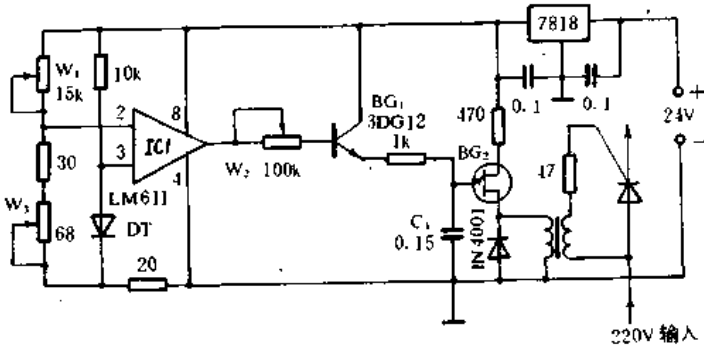 7818
W₁
15k
10k
BG₁
3DG12
1k
470
0.1
0.1
+
24V
−
2
8
3
4
IC1
LM611
W₂ 100k
BG₂
47
30
W₃
68
DT
C₁
0.15
IN4001
20
220V 输入